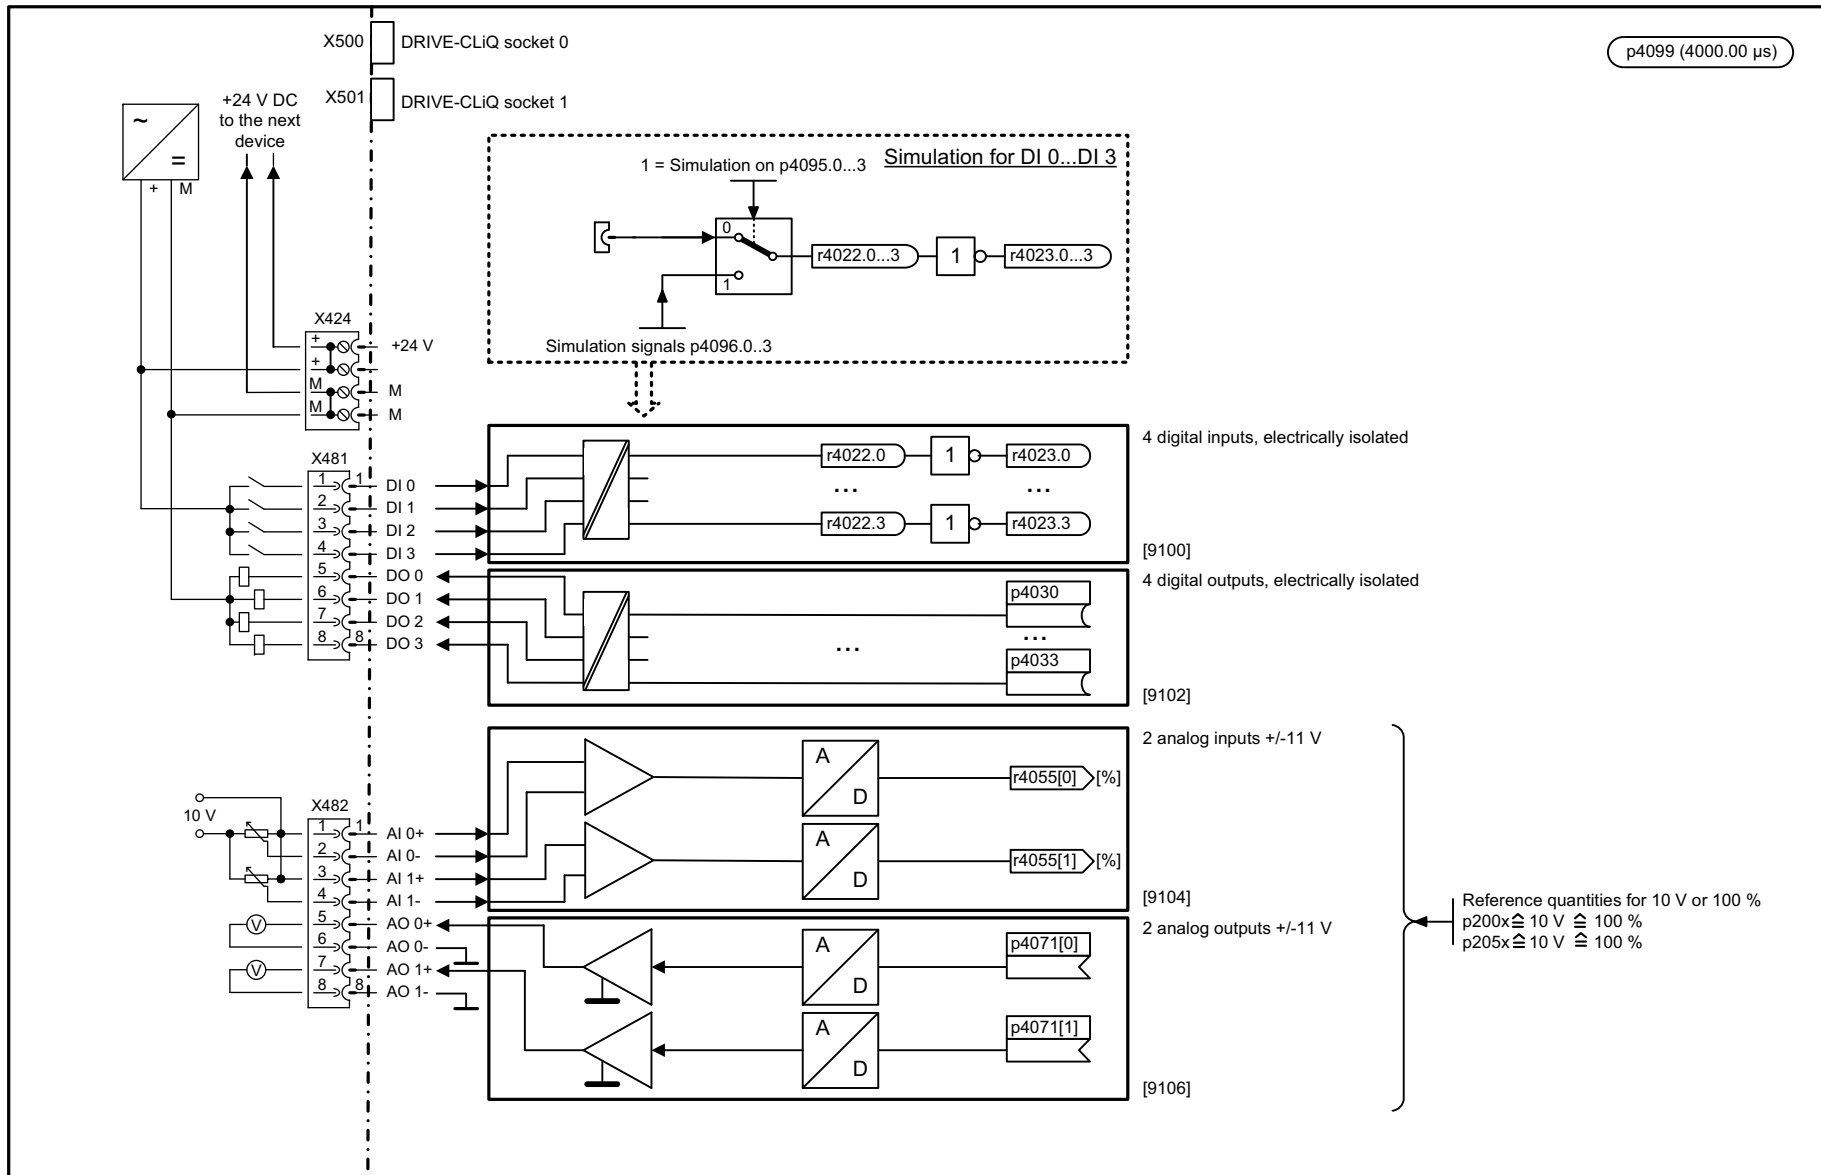 X500 DRIVE-CLiQ socket 0
p4099 (4000.00 µs)
X501 DRIVE-CLiQ socket 1
+24 V DC
to the next
device
~
=
+ M
Simulation for DI 0...DI 3
1 = Simulation on p4095.0...3
0
1
r4022.0...3
1
r4023.0...3
Simulation signals p4096.0..3
X424
+ +24 V
+
M M
M M
4 digital inputs, electrically isolated
X481
1 1 DI 0
2 DI 1
3 DI 2
4 DI 3
5 DO 0
6 DO 1
7 DO 2
8 8 DO 3
r4022.0 1 r4023.0
... ...
r4022.3 1 r4023.3
[9100]
4 digital outputs, electrically isolated
p4030
... ...
p4033
[9102]
2 analog inputs +/-11 V
A
D
r4055[0] [%]
A
D
r4055[1] [%]
[9104]
10 V
X482
1 1 AI 0+
2 AI 0-
3 AI 1+
4 AI 1-
V 5 AO 0+
6 AO 0-
V 7 AO 1+
8 8 AO 1-
2 analog outputs +/-11 V
A
D
p4071[0]
A
D
p4071[1]
[9106]
Reference quantities for 10 V or 100 %
p200x ≙ 10 V ≙ 100 %
p205x ≙ 10 V ≙ 100 %